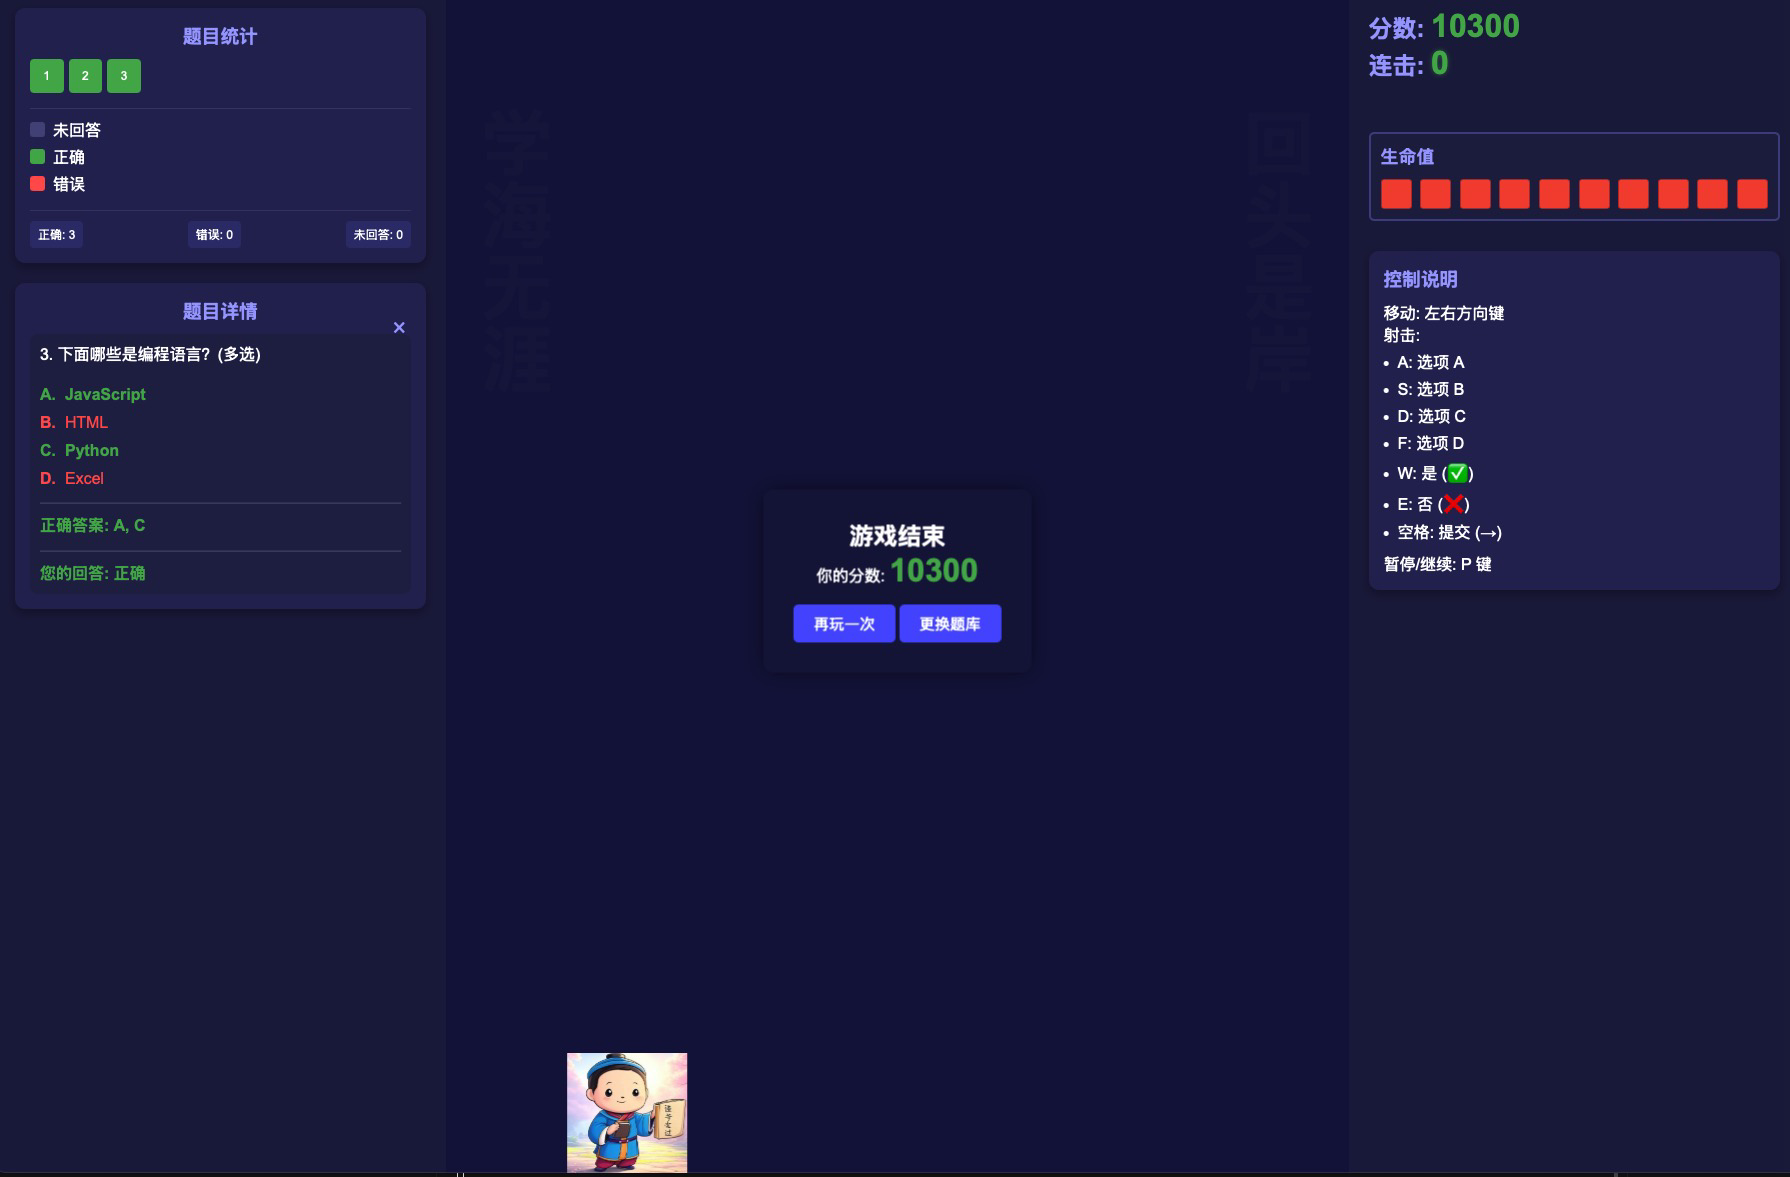 题目统计
1 2 3
未回答
正确
错误
正确: 3 错误: 0 未回答: 0
题目详情
×
3. 下面哪些是编程语言？(多选)
A. JavaScript
B. HTML
C. Python
D. Excel
正确答案: A, C
您的回答: 正确
学海无涯
回头是岸
游戏结束
你的分数: 10300
再玩一次 更换题库
分数: 10300
连击: 0
生命值
控制说明
移动: 左右方向键
射击:
• A: 选项 A
• S: 选项 B
• D: 选项 C
• F: 选项 D
• W: 是 (✅)
• E: 否 (❌)
• 空格: 提交 (→)
暂停/继续: P 键